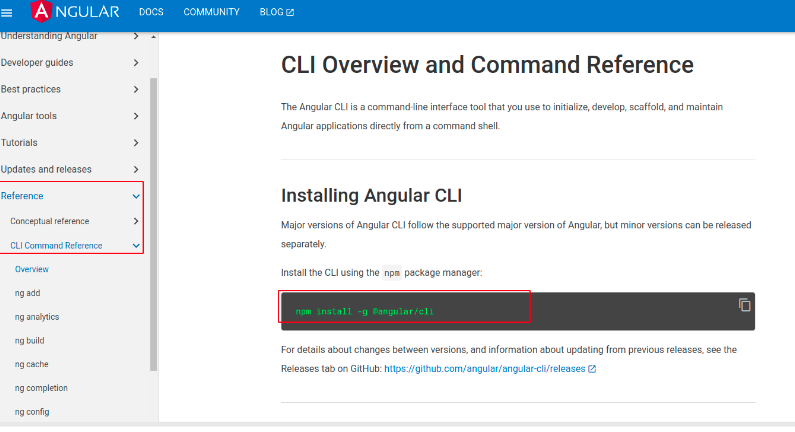 ANGULAR
DOCS
COMMUNITY
BLOG
Understanding Angular
Developer guides
Best practices
Angular tools
Tutorials
Updates and releases
Reference
Conceptual reference
CLI Command Reference
Overview
ng add
ng analytics
ng build
ng cache
ng completion
ng config
CLI Overview and Command Reference
The Angular CLI is a command-line interface tool that you use to initialize, develop, scaffold, and maintain
Angular applications directly from a command shell.
Installing Angular CLI
Major versions of Angular CLI follow the supported major version of Angular, but minor versions can be released
separately.
Install the CLI using the npm package manager:
npm install -g @angular/cli
For details about changes between versions, and information about updating from previous releases, see the
Releases tab on GitHub: https://github.com/angular/angular-cli/releases